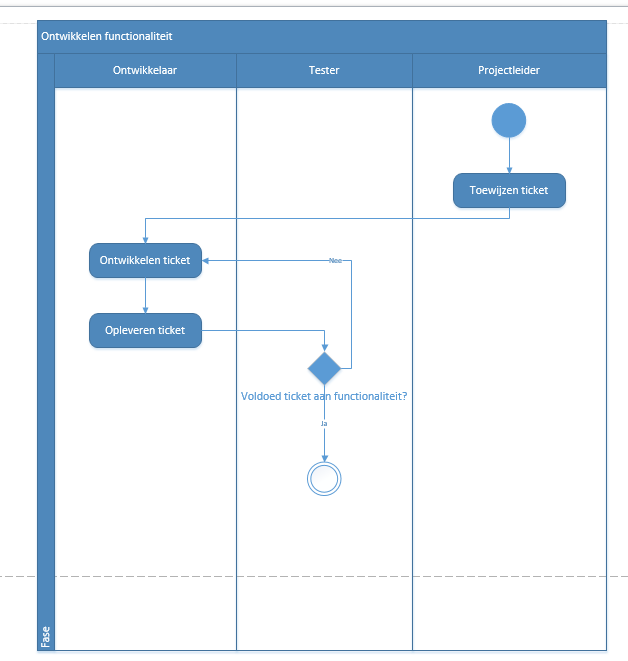 Ontwikkelen functionaliteit
Ontwikkelaar
Tester
Projectleider
Toewijzen ticket
Ontwikkelen ticket
Nee
Opleveren ticket
Voldoed ticket aan functionaliteit?
Ja
Fase